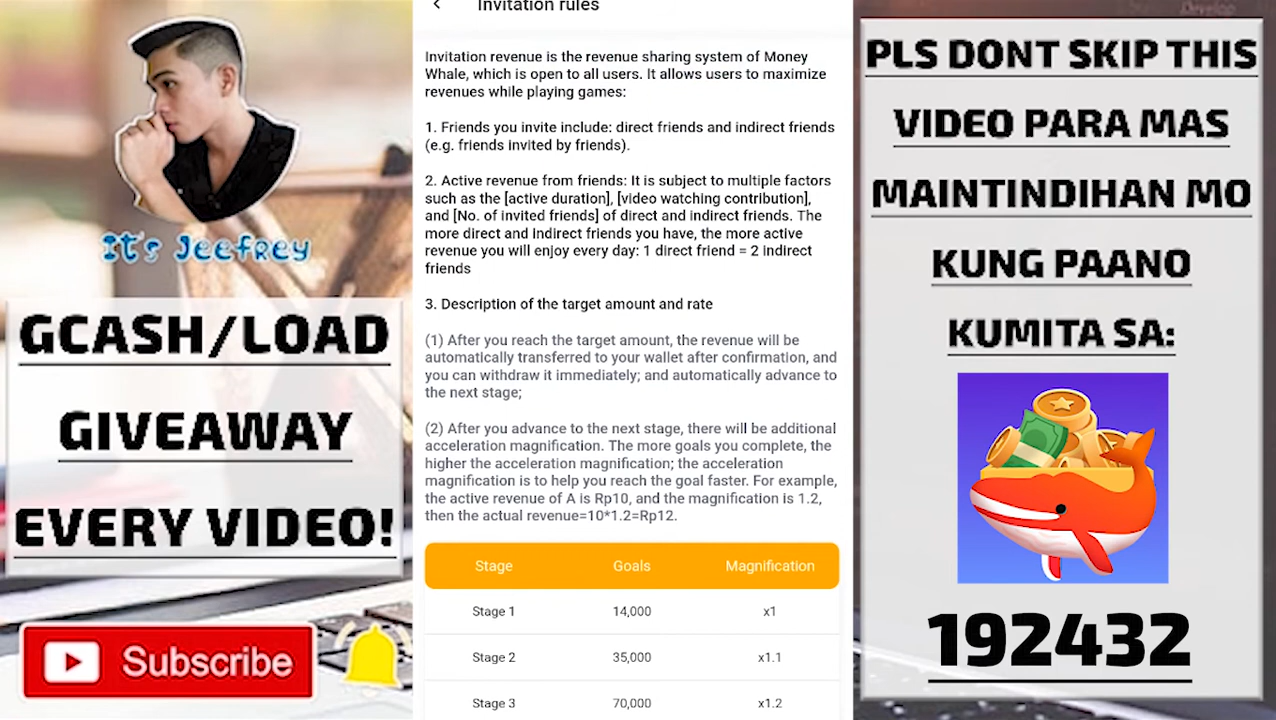 It's Jeefrey
GCASH/LOAD
GIVEAWAY
EVERY VIDEO!
Subscribe
Invitation rules
Invitation revenue is the revenue sharing system of Money
Whale, which is open to all users. It allows users to maximize
revenues while playing games:
1. Friends you invite include: direct friends and indirect friends
(e.g. friends invited by friends).
2. Active revenue from friends: It is subject to multiple factors
such as the [active duration], [video watching contribution],
and [No. of invited friends] of direct and indirect friends. The
more direct and indirect friends you have, the more active
revenue you will enjoy every day: 1 direct friend = 2 indirect
friends
3. Description of the target amount and rate
(1) After you reach the target amount, the revenue will be
automatically transferred to your wallet after confirmation, and
you can withdraw it immediately; and automatically advance to
the next stage;
(2) After you advance to the next stage, there will be additional
acceleration magnification. The more goals you complete, the
higher the acceleration magnification; the acceleration
magnification is to help you reach the goal faster. For example,
the active revenue of A is Rp10, and the magnification is 1.2,
then the actual revenue=10*1.2=Rp12.
Stage Goals Magnification
Stage 1 14,000 x1
Stage 2 35,000 x1.1
Stage 3 70,000 x1.2
Develop
PLS DONT SKIP THIS
VIDEO PARA MAS
MAINTINDIHAN MO
KUNG PAANO
KUMITA SA:
192432